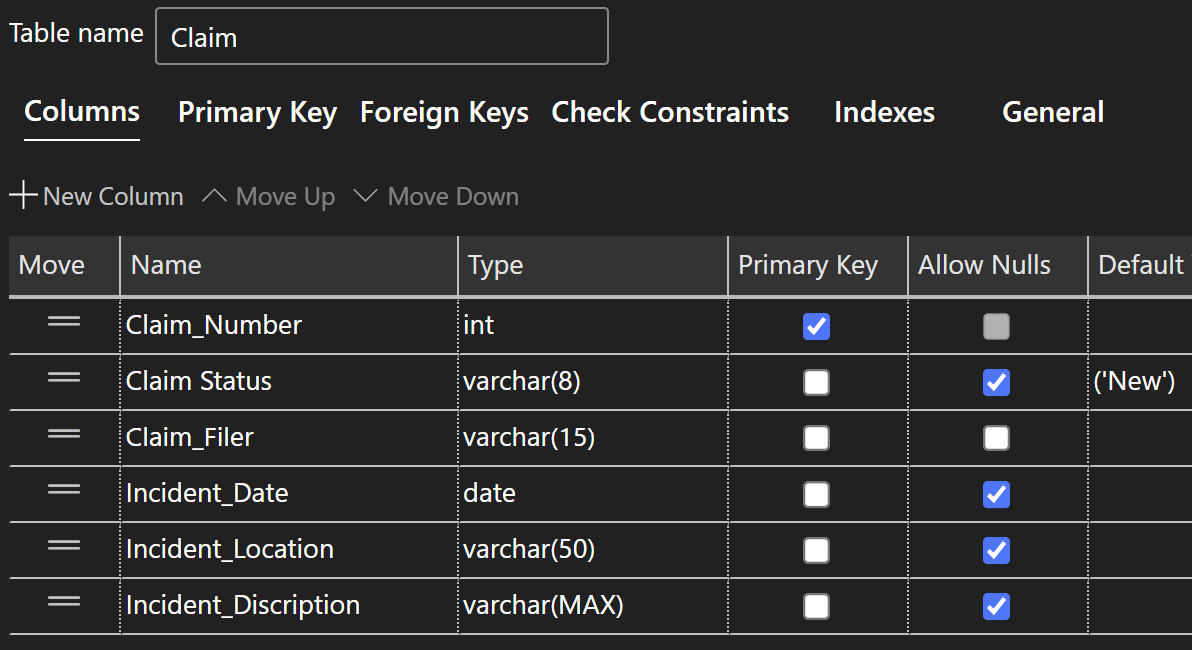 Table name Claim
Columns Primary Key Foreign Keys Check Constraints Indexes General
New Column Move Up Move Down
Move Name Type Primary Key Allow Nulls Default
Claim_Number int
Claim Status varchar(8) ('New')
Claim_Filer varchar(15)
Incident_Date date
Incident_Location varchar(50)
Incident_Discription varchar(MAX)